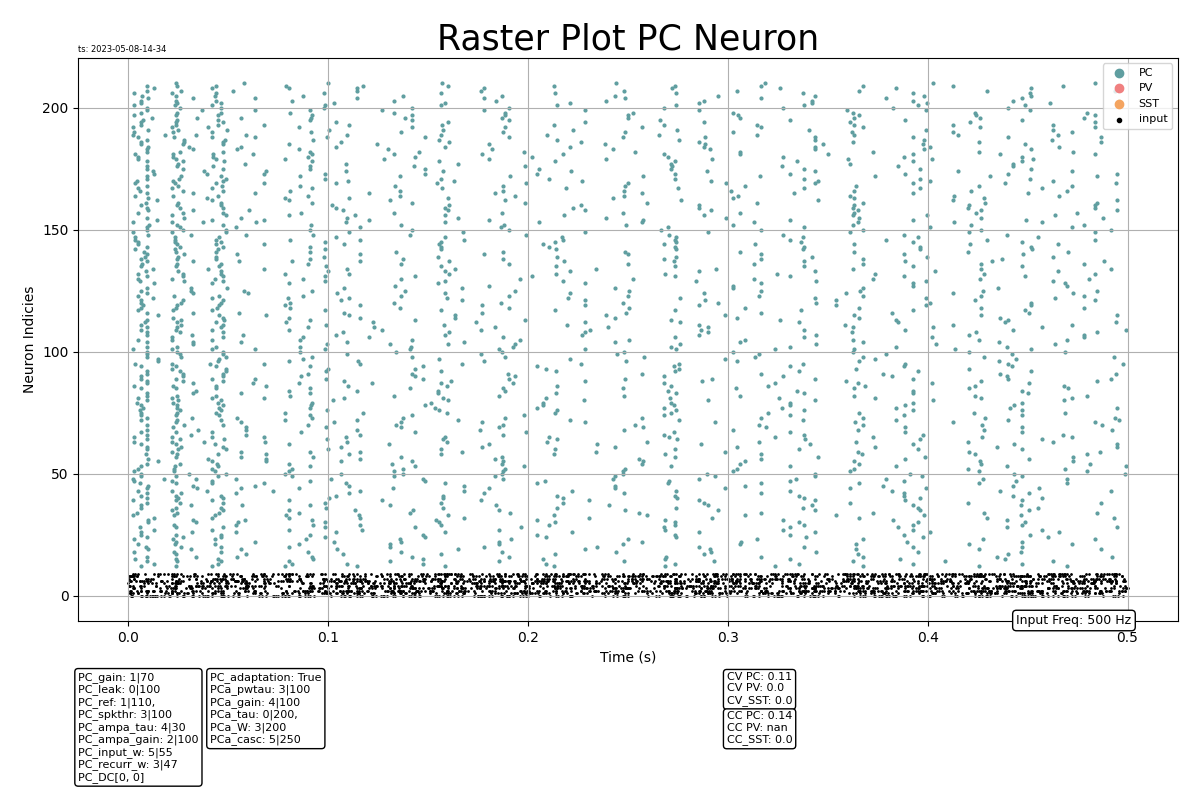 Raster Plot PC Neuron
ts: 2023-05-08-14-34
PC
PV
SST
input
200
150
100
50
0
Neuron Indicies
0.0
0.1
0.2
0.3
0.4
0.5
Input Freq: 500 Hz
Time (s)
PC_gain: 1|70
PC_leak: 0|100
PC_ref: 1|110,
PC_spkthr: 3|100
PC_ampa_tau: 4|30
PC_ampa_gain: 2|100
PC_input_w: 5|55
PC_recurr_w: 3|47
PC_DC[0, 0]
PC_adaptation: True
PCa_pwtau: 3|100
PCa_gain: 4|100
PCa_tau: 0|200,
PCa_W: 3|200
PCa_casc: 5|250
CV PC: 0.11
CV PV: 0.0
CV_SST: 0.0
CC PC: 0.14
CC PV: nan
CC_SST: 0.0